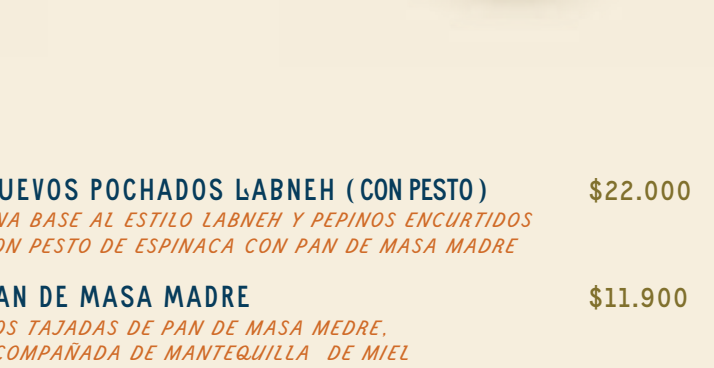 UEVOS POCHADOS LABNEH (CON PESTO) $22.000
NA BASE AL ESTILO LABNEH Y PEPINOS ENCURTIDOS
ON PESTO DE ESPINACA CON PAN DE MASA MADRE
AN DE MASA MADRE $11.900
OS TAJADAS DE PAN DE MASA MEDRE,
COMPAÑADA DE MANTEQUILLA DE MIEL